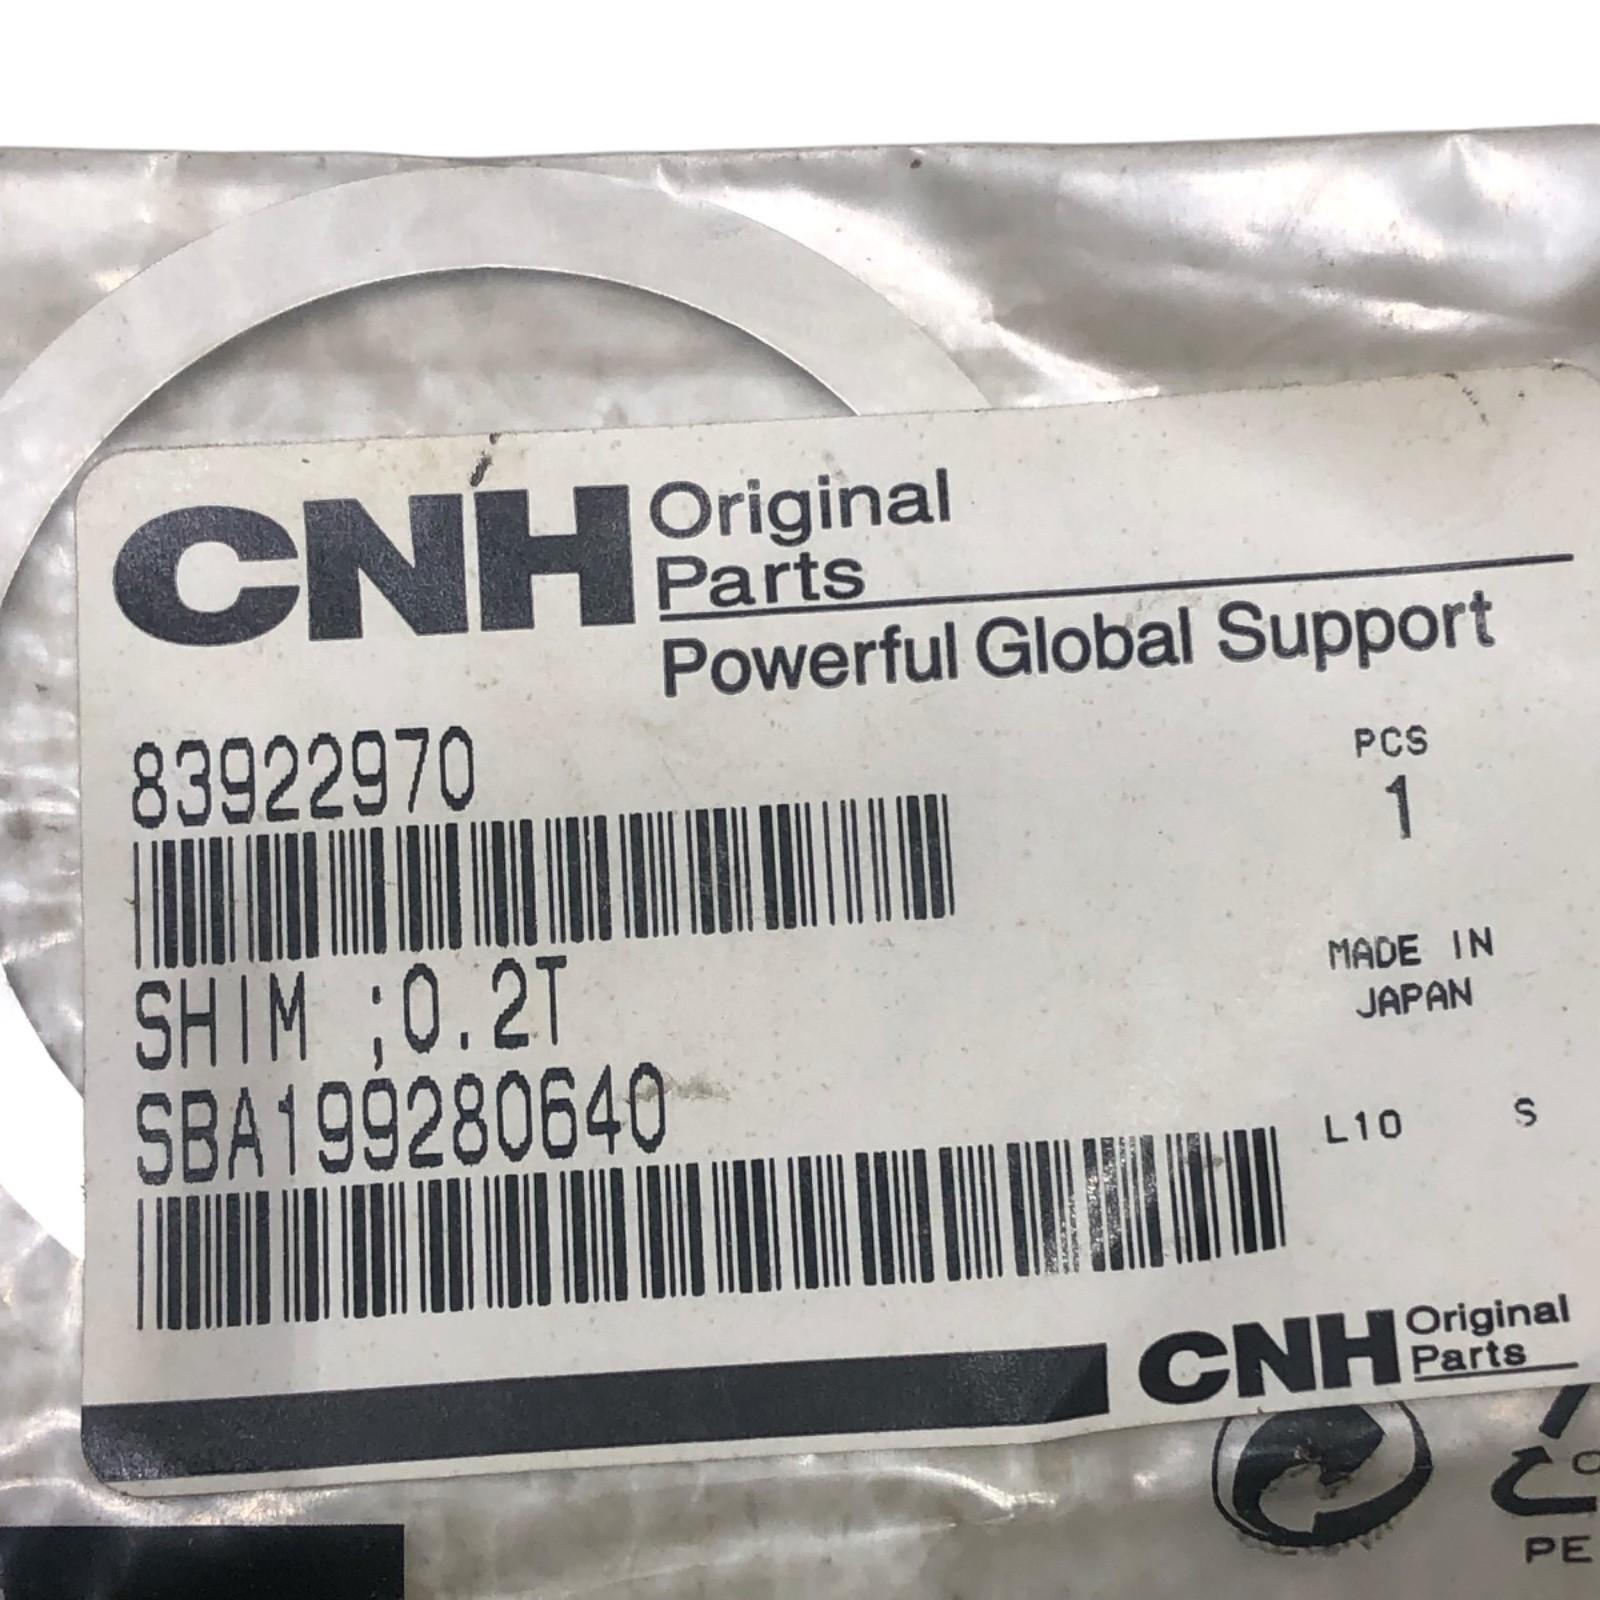 CNH Original
Parts
Powerful Global Support
83922970
PCS
1
SHIM ;0.2T
MADE IN
JAPAN
SBA199280640
L10 S
CNH Original
Parts
PE